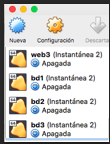 Nueva Configuración Descarta
web3 (Instantánea 2)
Apagada
bd1 (Instantánea 2)
Apagada
bd2 (Instantánea 2)
Apagada
bd3 (Instantánea 2)
Apagada